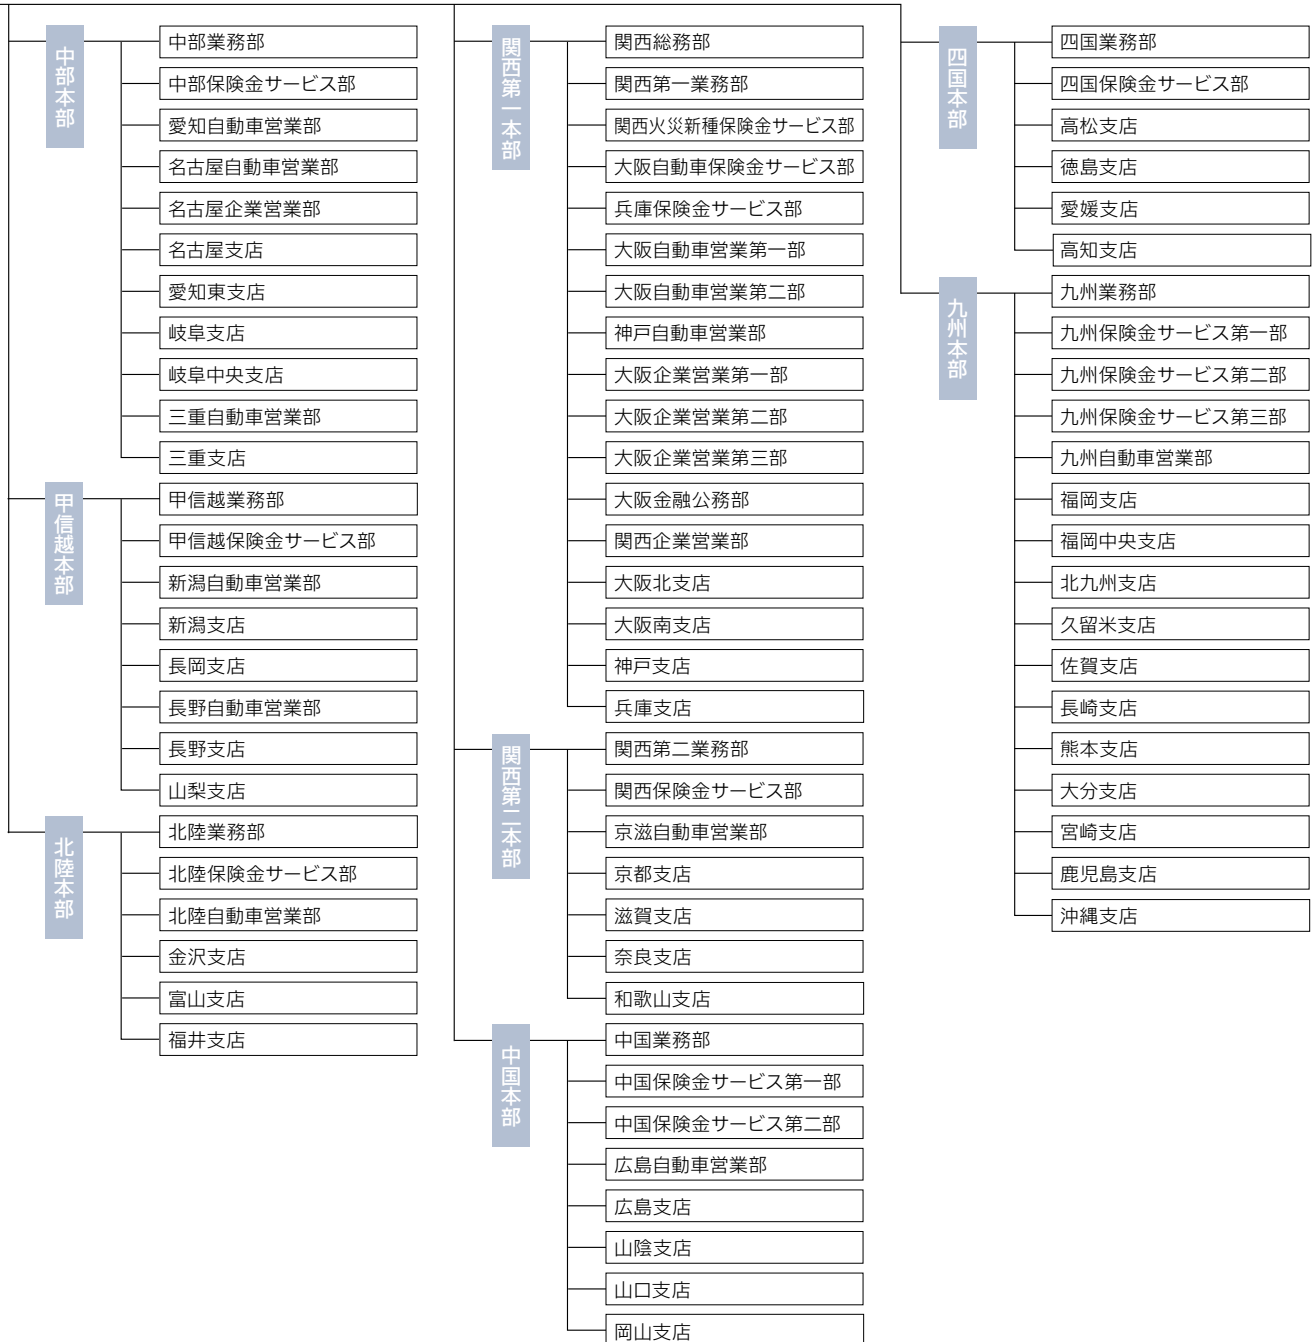 中部本部
中部業務部
中部保険金サービス部
愛知自動車営業部
名古屋自動車営業部
名古屋企業営業部
名古屋支店
愛知東支店
岐阜支店
岐阜中央支店
三重自動車営業部
三重支店
甲信越本部
甲信越業務部
甲信越保険金サービス部
新潟自動車営業部
新潟支店
長岡支店
長野自動車営業部
長野支店
山梨支店
北陸本部
北陸業務部
北陸保険金サービス部
北陸自動車営業部
金沢支店
富山支店
福井支店
関西第一本部
関西総務部
関西第一業務部
関西火災新種保険金サービス部
大阪自動車保険金サービス部
兵庫保険金サービス部
大阪自動車営業第一部
大阪自動車営業第二部
神戸自動車営業部
大阪企業営業第一部
大阪企業営業第二部
大阪企業営業第三部
大阪金融公務部
関西企業営業部
大阪北支店
大阪南支店
神戸支店
兵庫支店
関西第二本部
関西第二業務部
関西保険金サービス部
京滋自動車営業部
京都支店
滋賀支店
奈良支店
和歌山支店
中国本部
中国業務部
中国保険金サービス第一部
中国保険金サービス第二部
広島自動車営業部
広島支店
山陰支店
山口支店
岡山支店
四国本部
四国業務部
四国保険金サービス部
高松支店
徳島支店
愛媛支店
高知支店
九州本部
九州業務部
九州保険金サービス第一部
九州保険金サービス第二部
九州保険金サービス第三部
九州自動車営業部
福岡支店
福岡中央支店
北九州支店
久留米支店
佐賀支店
長崎支店
熊本支店
大分支店
宮崎支店
鹿児島支店
沖縄支店